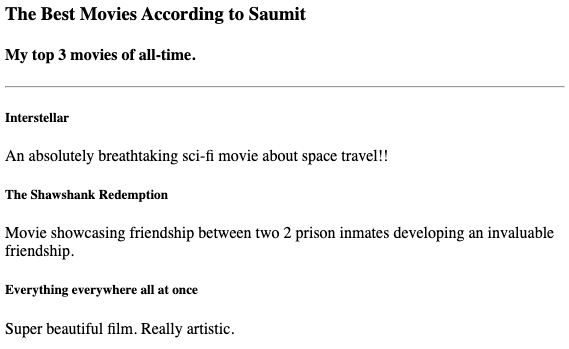 The Best Movies According to Saumit
My top 3 movies of all-time.
Interstellar
An absolutely breathtaking sci-fi movie about space travel!!
The Shawshank Redemption
Movie showcasing friendship between two 2 prison inmates developing an invaluable
friendship.
Everything everywhere all at once
Super beautiful film. Really artistic.